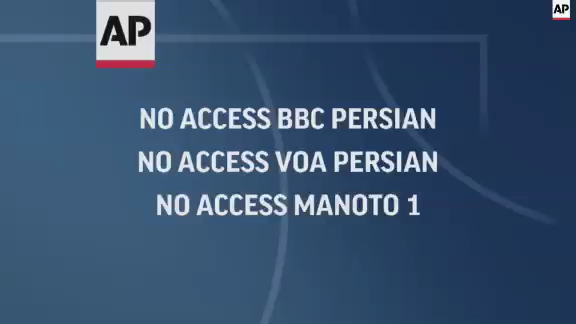 AP
AP
NO ACCESS BBC PERSIAN
NO ACCESS VOA PERSIAN
NO ACCESS MANOTO 1